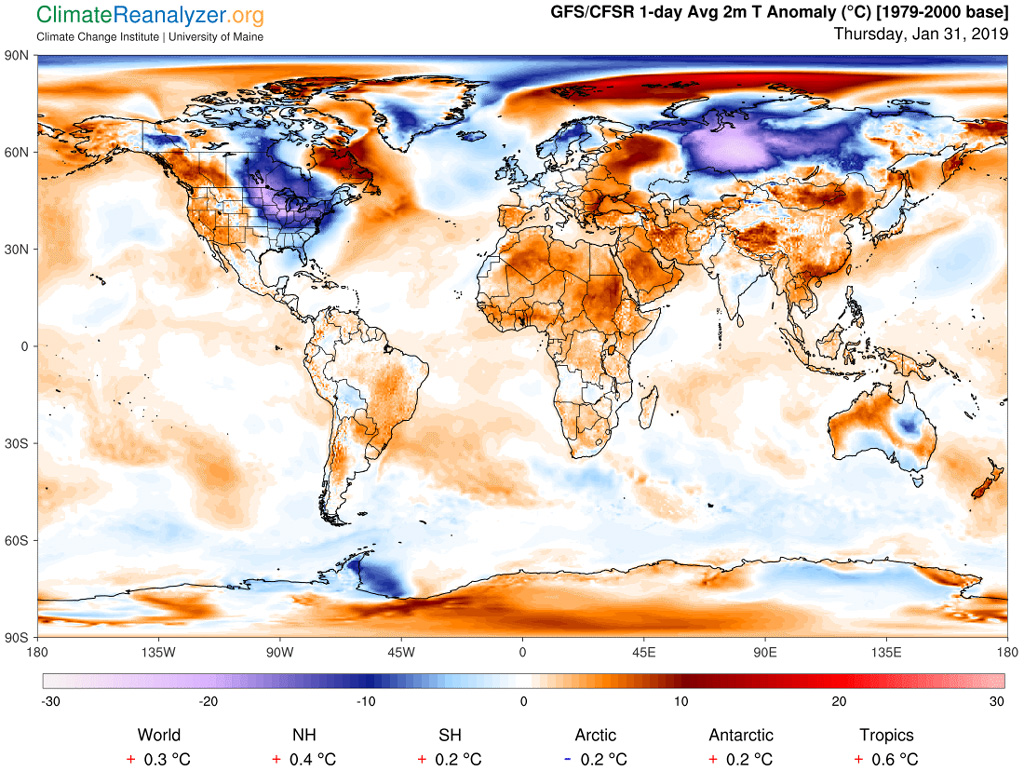 ClimateReanalyzer.org
Climate Change Institute | University of Maine
GFS/CFSR 1-day Avg 2m T Anomaly (°C) [1979-2000 base]
Thursday, Jan 31, 2019
90N
60N
30N
0
30S
60S
90S
180 135W 90W 45W 0 45E 90E 135E 180
-30 -20 -10 0 10 20 30
World NH SH Arctic Antarctic Tropics
+ 0.3 °C + 0.4 °C + 0.2 °C - 0.2 °C + 0.2 °C + 0.6 °C